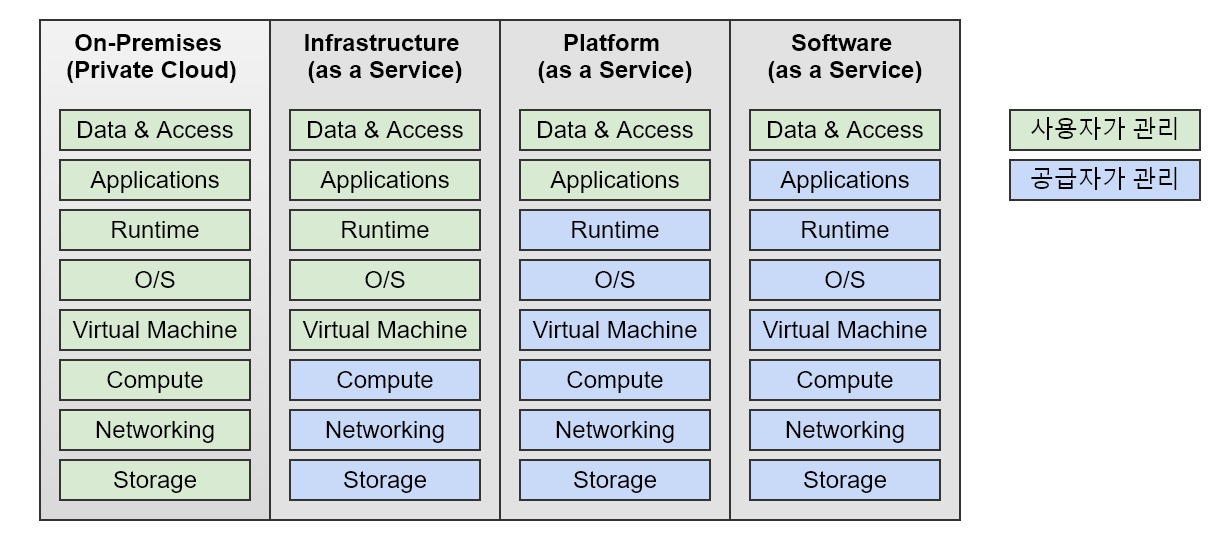 On-Premises
(Private Cloud)
Data & Access
Applications
Runtime
O/S
Virtual Machine
Compute
Networking
Storage
Infrastructure
(as a Service)
Data & Access
Applications
Runtime
O/S
Virtual Machine
Compute
Networking
Storage
Platform
(as a Service)
Data & Access
Applications
Runtime
O/S
Virtual Machine
Compute
Networking
Storage
Software
(as a Service)
Data & Access
Applications
Runtime
O/S
Virtual Machine
Compute
Networking
Storage
사용자가 관리
공급자가 관리